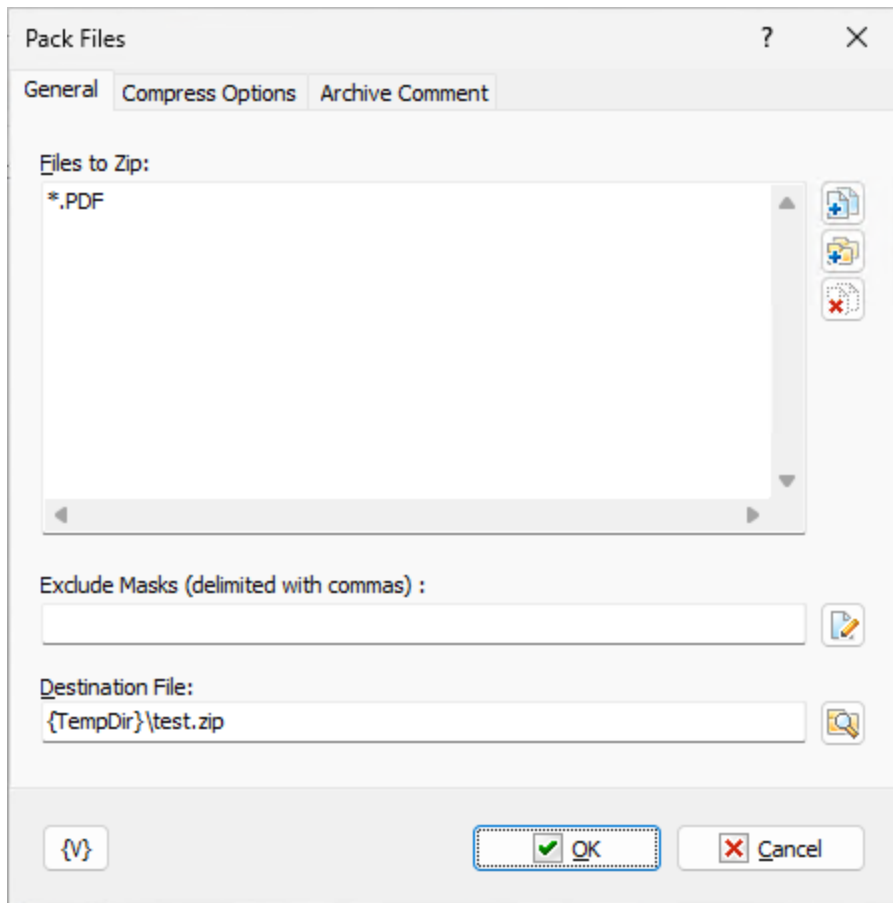 Pack Files
?
General
Compress Options
Archive Comment
Files to Zip:
*.PDF
Exclude Masks (delimited with commas) :
Destination File:
{TempDir}\test.zip
{V}
OK
Cancel